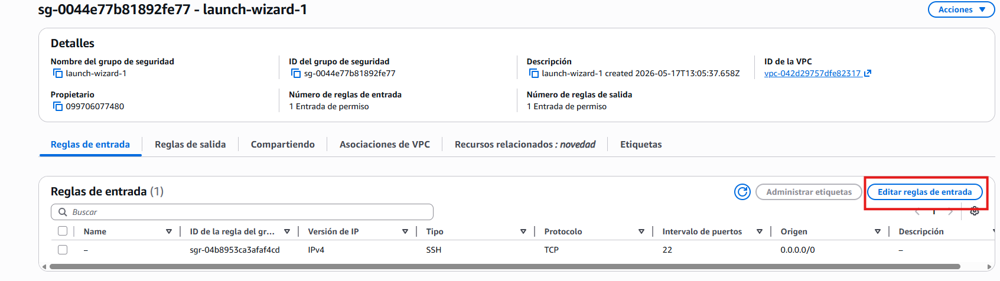 sg-0044e77b81892fe77 - launch-wizard-1
Acciones
Detalles
Nombre del grupo de seguridad
launch-wizard-1
ID del grupo de seguridad
sg-0044e77b81892fe77
Descripción
launch-wizard-1 created 2026-05-17T13:05:37.658Z
ID de la VPC
vpc-042d29757dfe82317
Propietario
099706077480
Número de reglas de entrada
1 Entrada de permiso
Número de reglas de salida
1 Entrada de permiso
Reglas de entrada
Reglas de salida
Compartiendo
Asociaciones de VPC
Recursos relacionados : novedad
Etiquetas
Reglas de entrada (1)
Administrar etiquetas
Editar reglas de entrada
Buscar
1
Name
ID de la regla del gr...
Versión de IP
Tipo
Protocolo
Intervalo de puertos
Origen
Descripción
–
sgr-04b8953ca3afaf4cd
IPv4
SSH
TCP
22
0.0.0.0/0
–